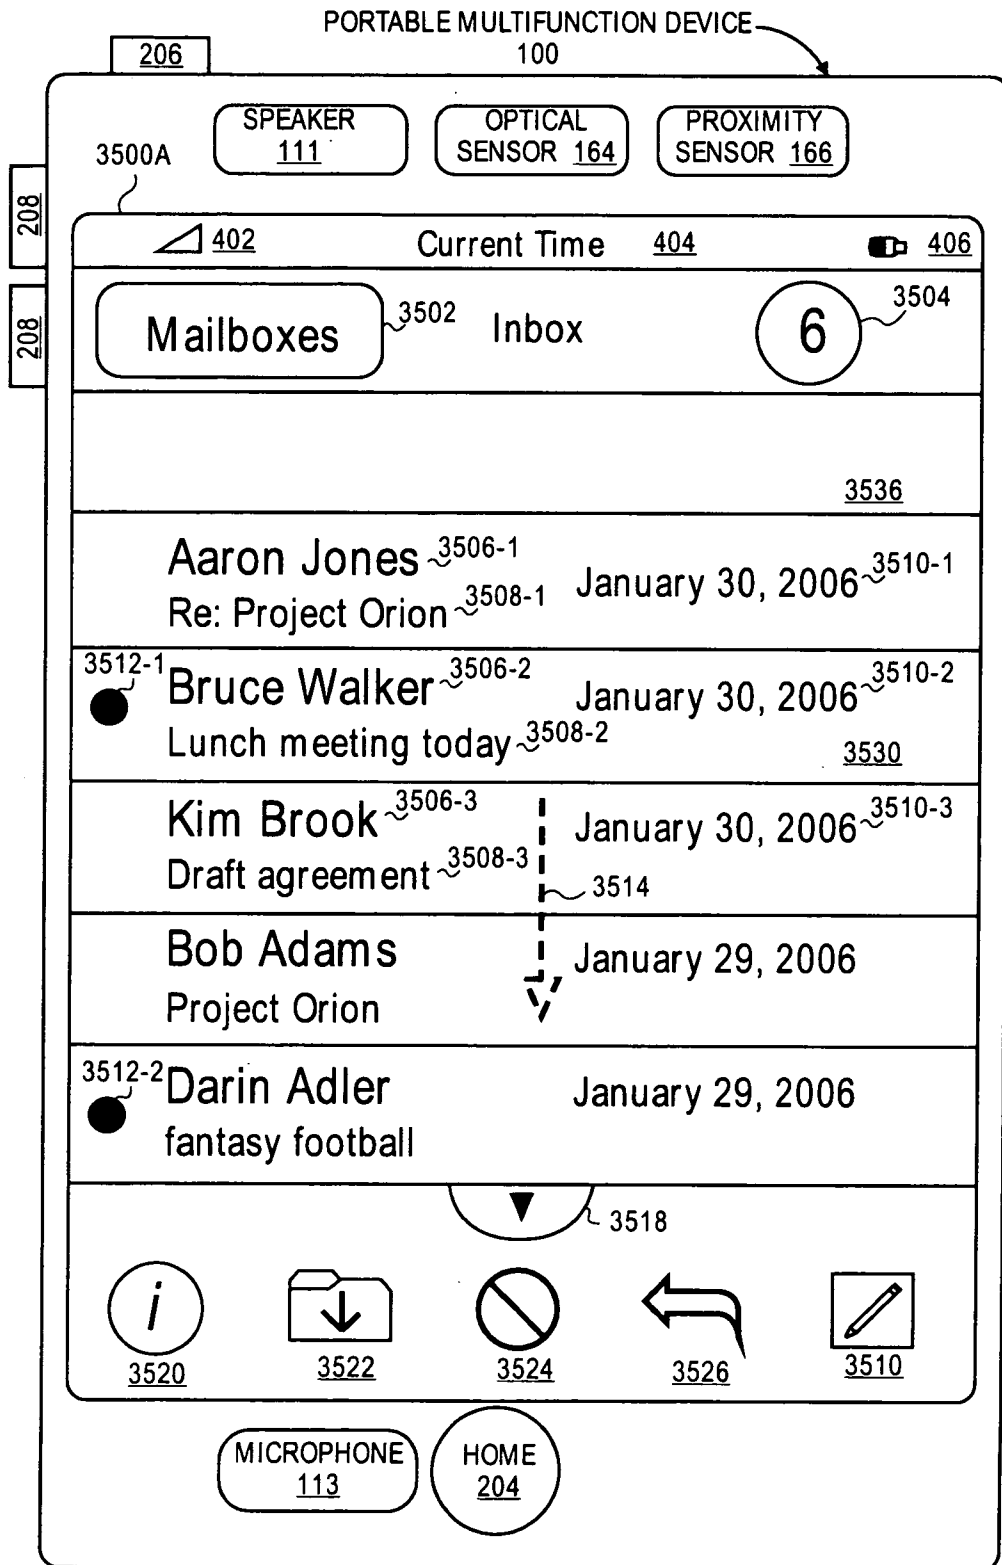 PORTABLE MULTIFUNCTION DEVICE
100
206
SPEAKER
111
OPTICAL
SENSOR 164
PROXIMITY
SENSOR 166
3500A
208
208
402 Current Time 404 406
Mailboxes 3502 Inbox 6 3504
3536
Aaron Jones 3506-1
Re: Project Orion 3508-1
January 30, 2006 3510-1
3512-1
Bruce Walker 3506-2
Lunch meeting today 3508-2
January 30, 2006 3510-2
3530
Kim Brook 3506-3
Draft agreement 3508-3
January 30, 2006 3510-3
3514
Bob Adams
Project Orion
January 29, 2006
3512-2
Darin Adler
fantasy football
January 29, 2006
3518
i
3520 3522 3524 3526 3510
MICROPHONE
113
HOME
204